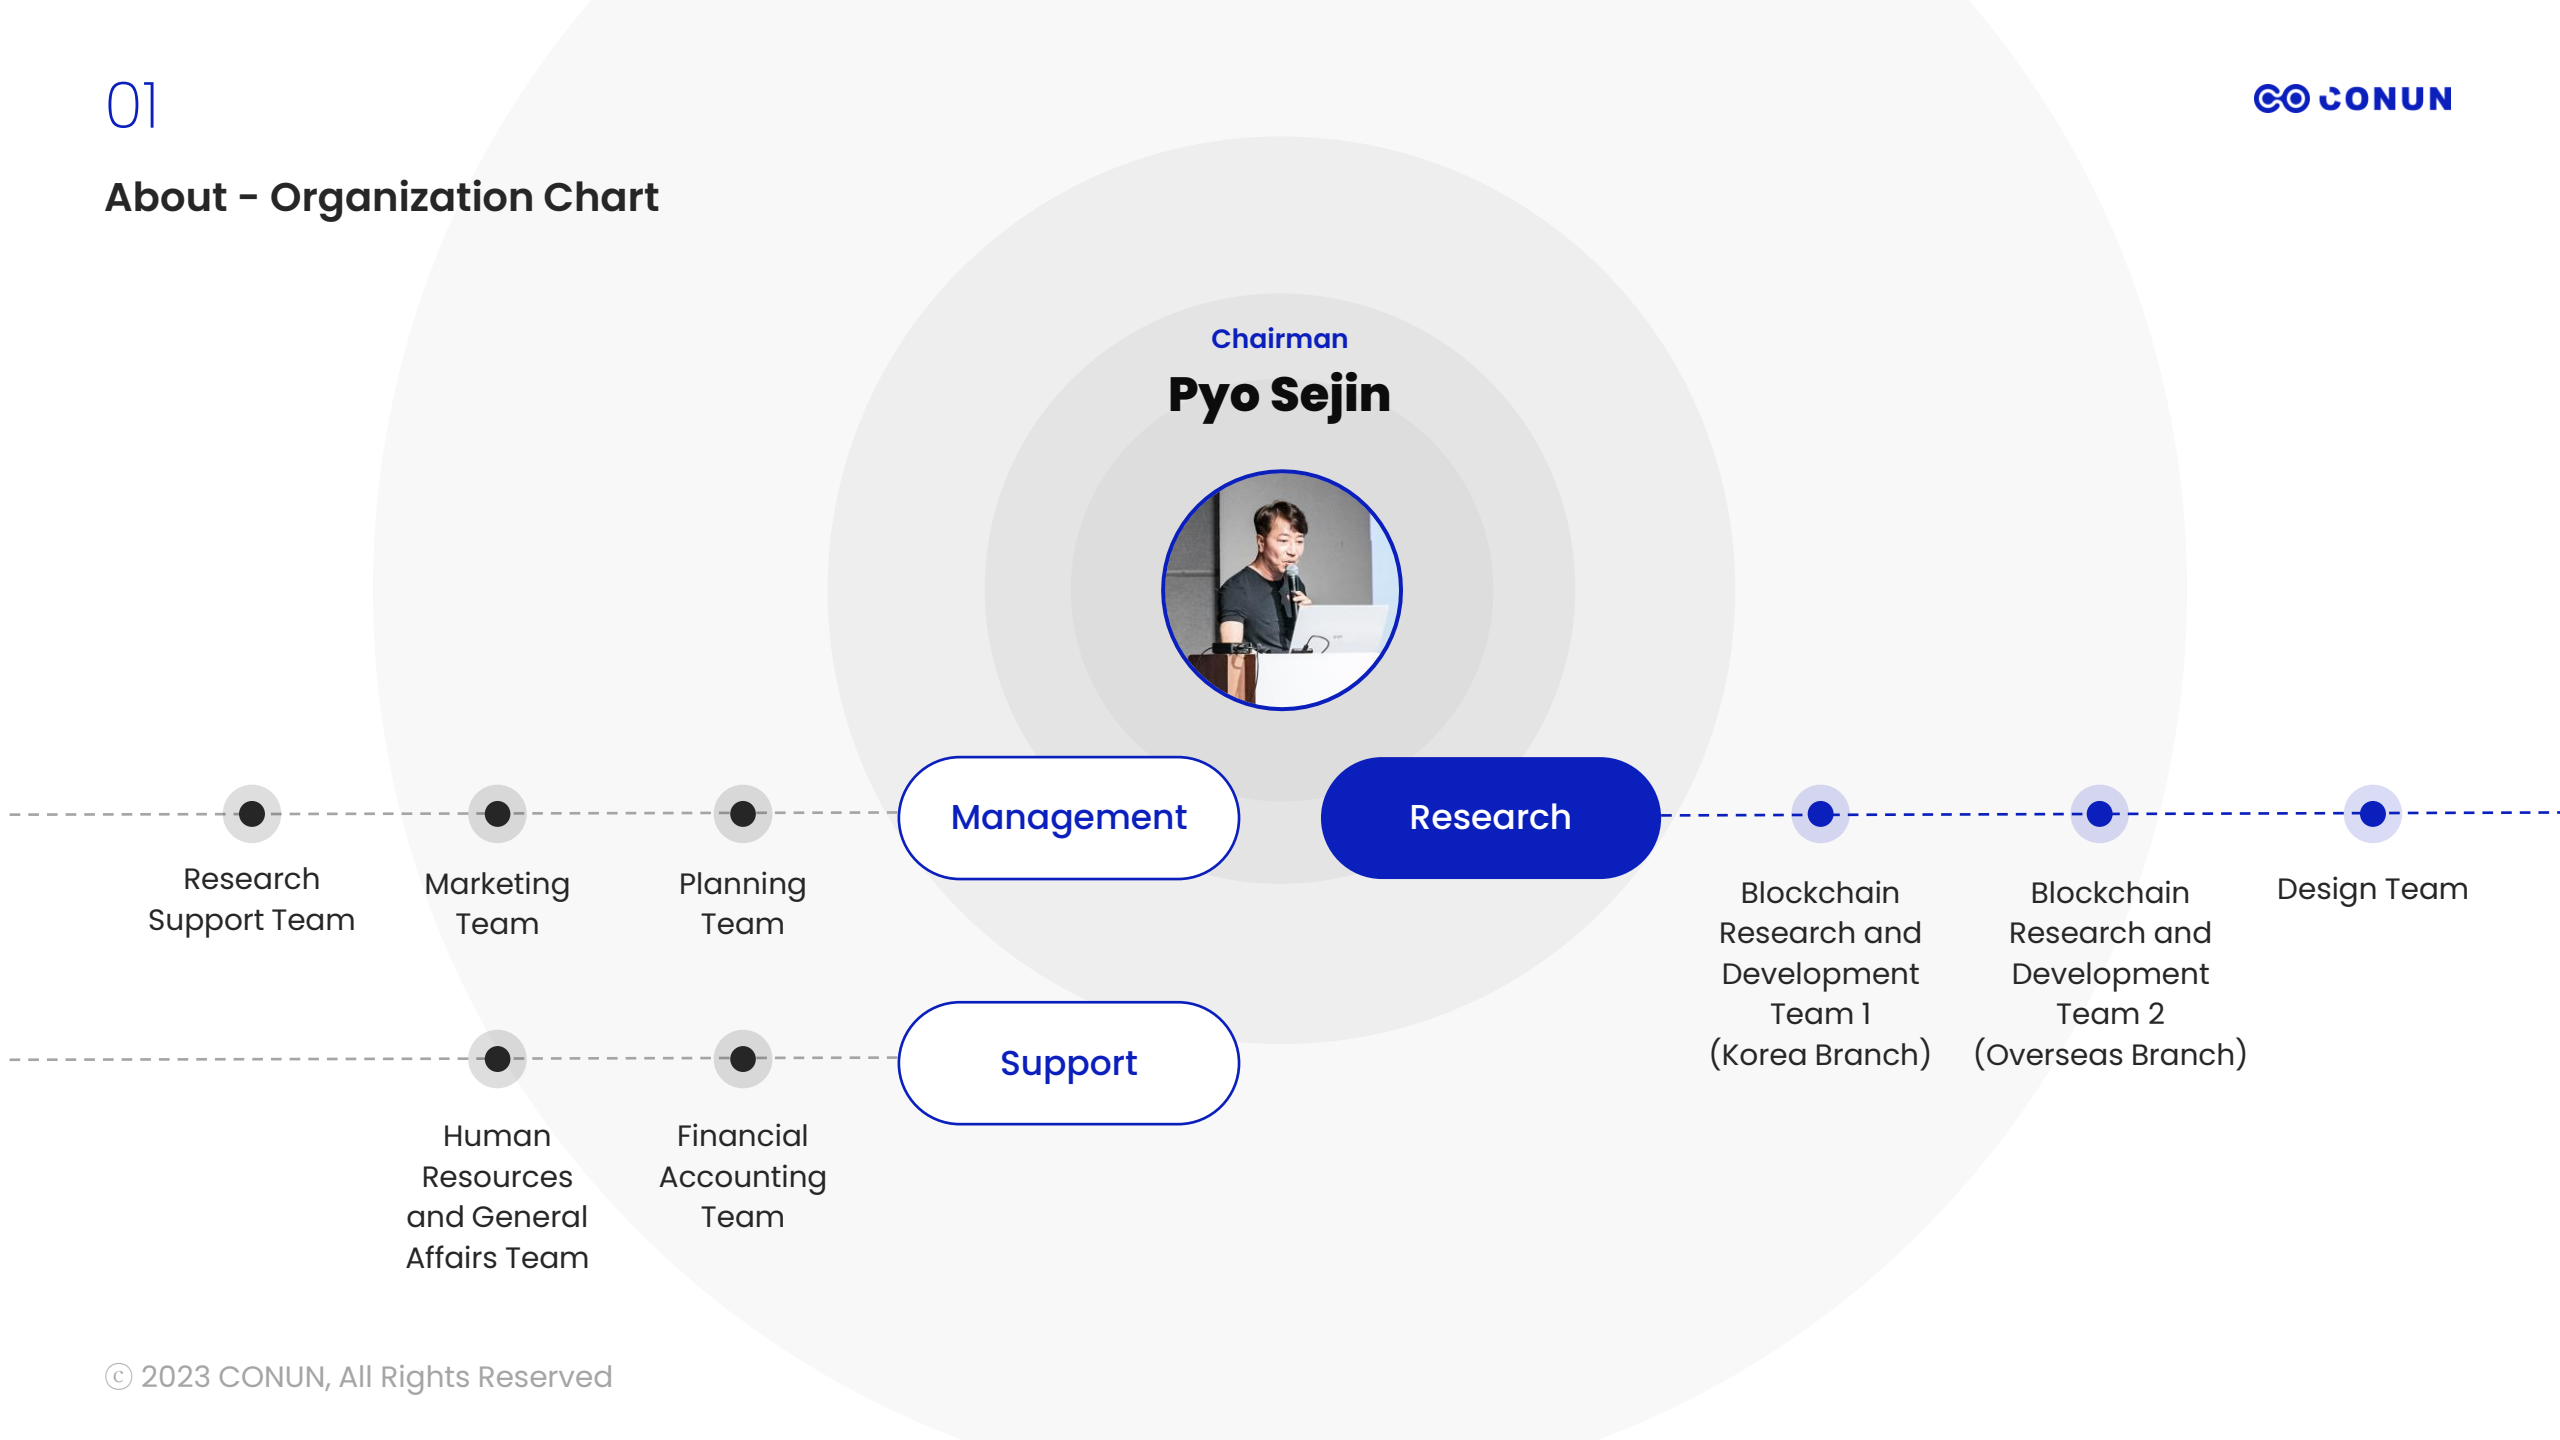 01
CONUN
About - Organization Chart
Chairman
Pyo Sejin
Management
Research
Research
Support Team
Marketing
Team
Planning
Team
Blockchain
Research and
Development
Team 1
(Korea Branch)
Blockchain
Research and
Development
Team 2
(Overseas Branch)
Design Team
Support
Human
Resources
and General
Affairs Team
Financial
Accounting
Team
ⓒ 2023 CONUN, All Rights Reserved